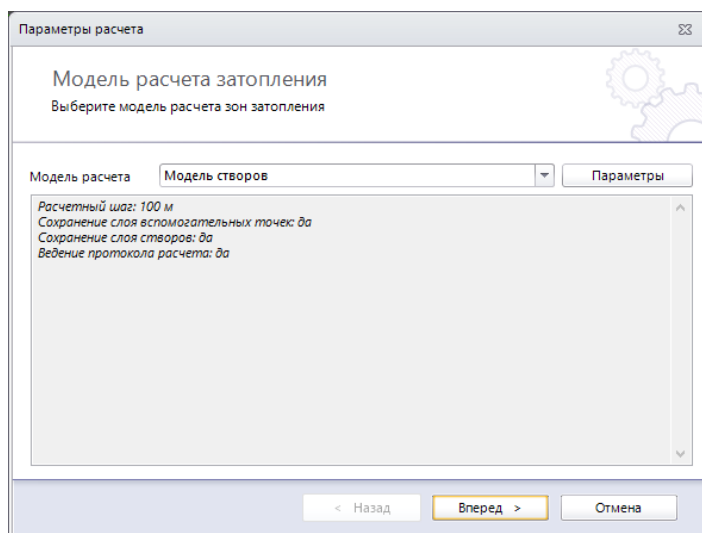 Параметры расчета
Модель расчета затопления
Выберите модель расчета зон затопления
Модель расчета Модель створов Параметры
Расчетный шаг: 100 м
Сохранение слоя вспомогательных точек: да
Сохранение слоя створов: да
Ведение протокола расчета: да
< Назад Вперед > Отмена